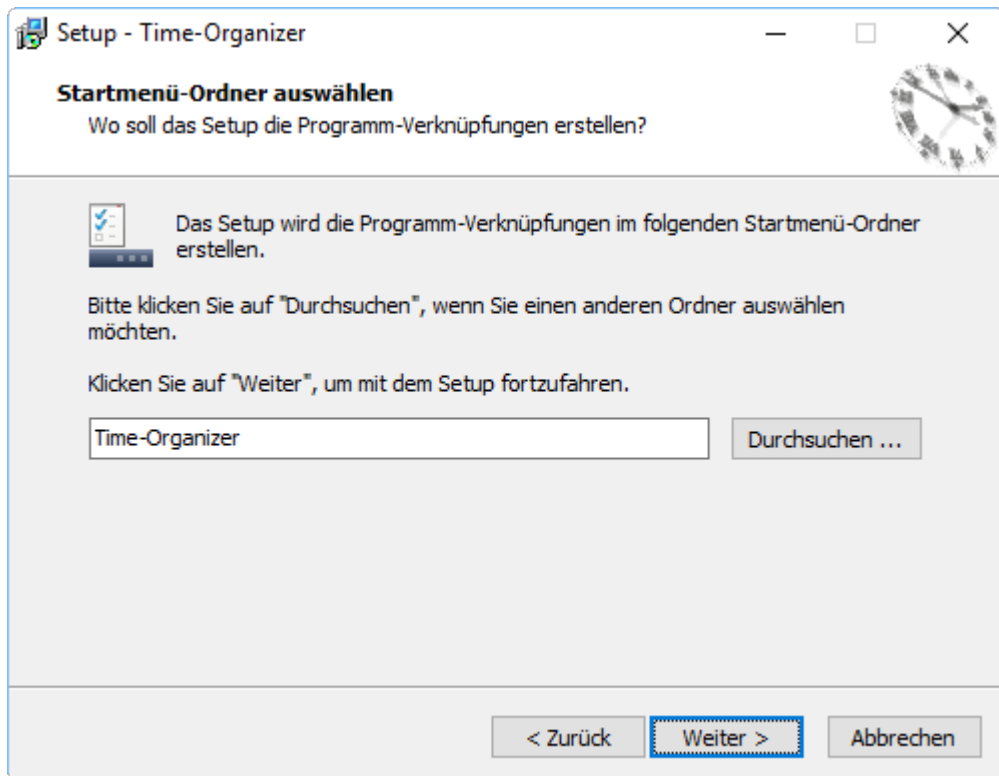 Setup - Time-Organizer
Startmenü-Ordner auswählen
Wo soll das Setup die Programm-Verknüpfungen erstellen?
Das Setup wird die Programm-Verknüpfungen im folgenden Startmenü-Ordner
erstellen.
Bitte klicken Sie auf "Durchsuchen", wenn Sie einen anderen Ordner auswählen
möchten.
Klicken Sie auf "Weiter", um mit dem Setup fortzufahren.
Time-Organizer
Durchsuchen ...
< Zurück
Weiter >
Abbrechen